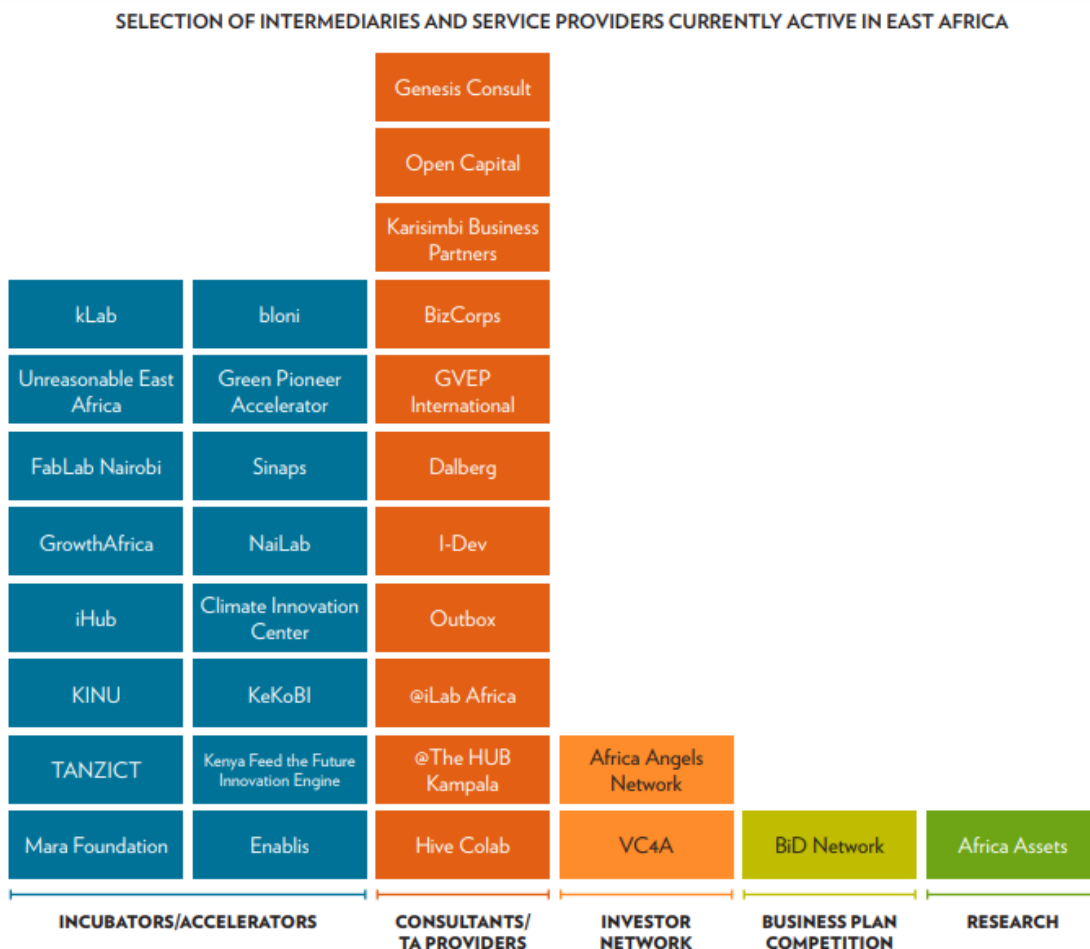 SELECTION OF INTERMEDIARIES AND SERVICE PROVIDERS CURRENTLY ACTIVE IN EAST AFRICA
Genesis Consult
Open Capital
Karisimbi Business
Partners
kLab
bloni
BizCorps
Unreasonable East
Africa
Green Pioneer
Accelerator
GVEP
International
FabLab Nairobi
Sinaps
Dalberg
GrowthAfrica
NaiLab
I-Dev
iHub
Climate Innovation
Center
Outbox
KINU
KeKoBI
@iLab Africa
TANZICT
Kenya Feed the Future
Innovation Engine
@The HUB
Kampala
Africa Angels
Network
Mara Foundation
Enablis
Hive Colab
VC4A
BiD Network
Africa Assets
INCUBATORS/ACCELERATORS
CONSULTANTS/
TA PROVIDERS
INVESTOR
NETWORK
BUSINESS PLAN
COMPETITION
RESEARCH